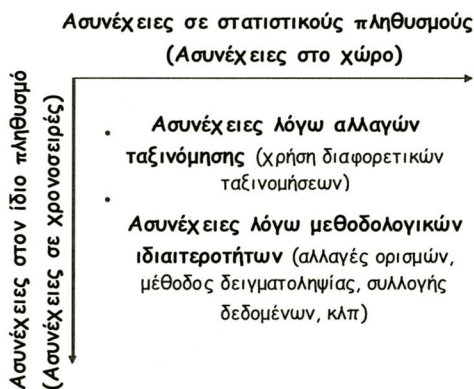 Ασυνέχειες σε στατιστικούς πληθυσμούς
(Ασυνέχειες στο χώρο)
Ασυνέχειες στον ίδιο πληθυσμό
(Ασυνέχειες σε χρονοσειρές)
• Ασυνέχειες λόγω αλλαγών
ταξινόμησης (χρήση διαφορετικών
ταξινομήσεων)
• Ασυνέχειες λόγω μεθοδολογικών
ιδιαιτεροτήτων (αλλαγές ορισμών,
μέθοδος δειγματοληψίας, συλλογής
δεδομένων, κλπ)